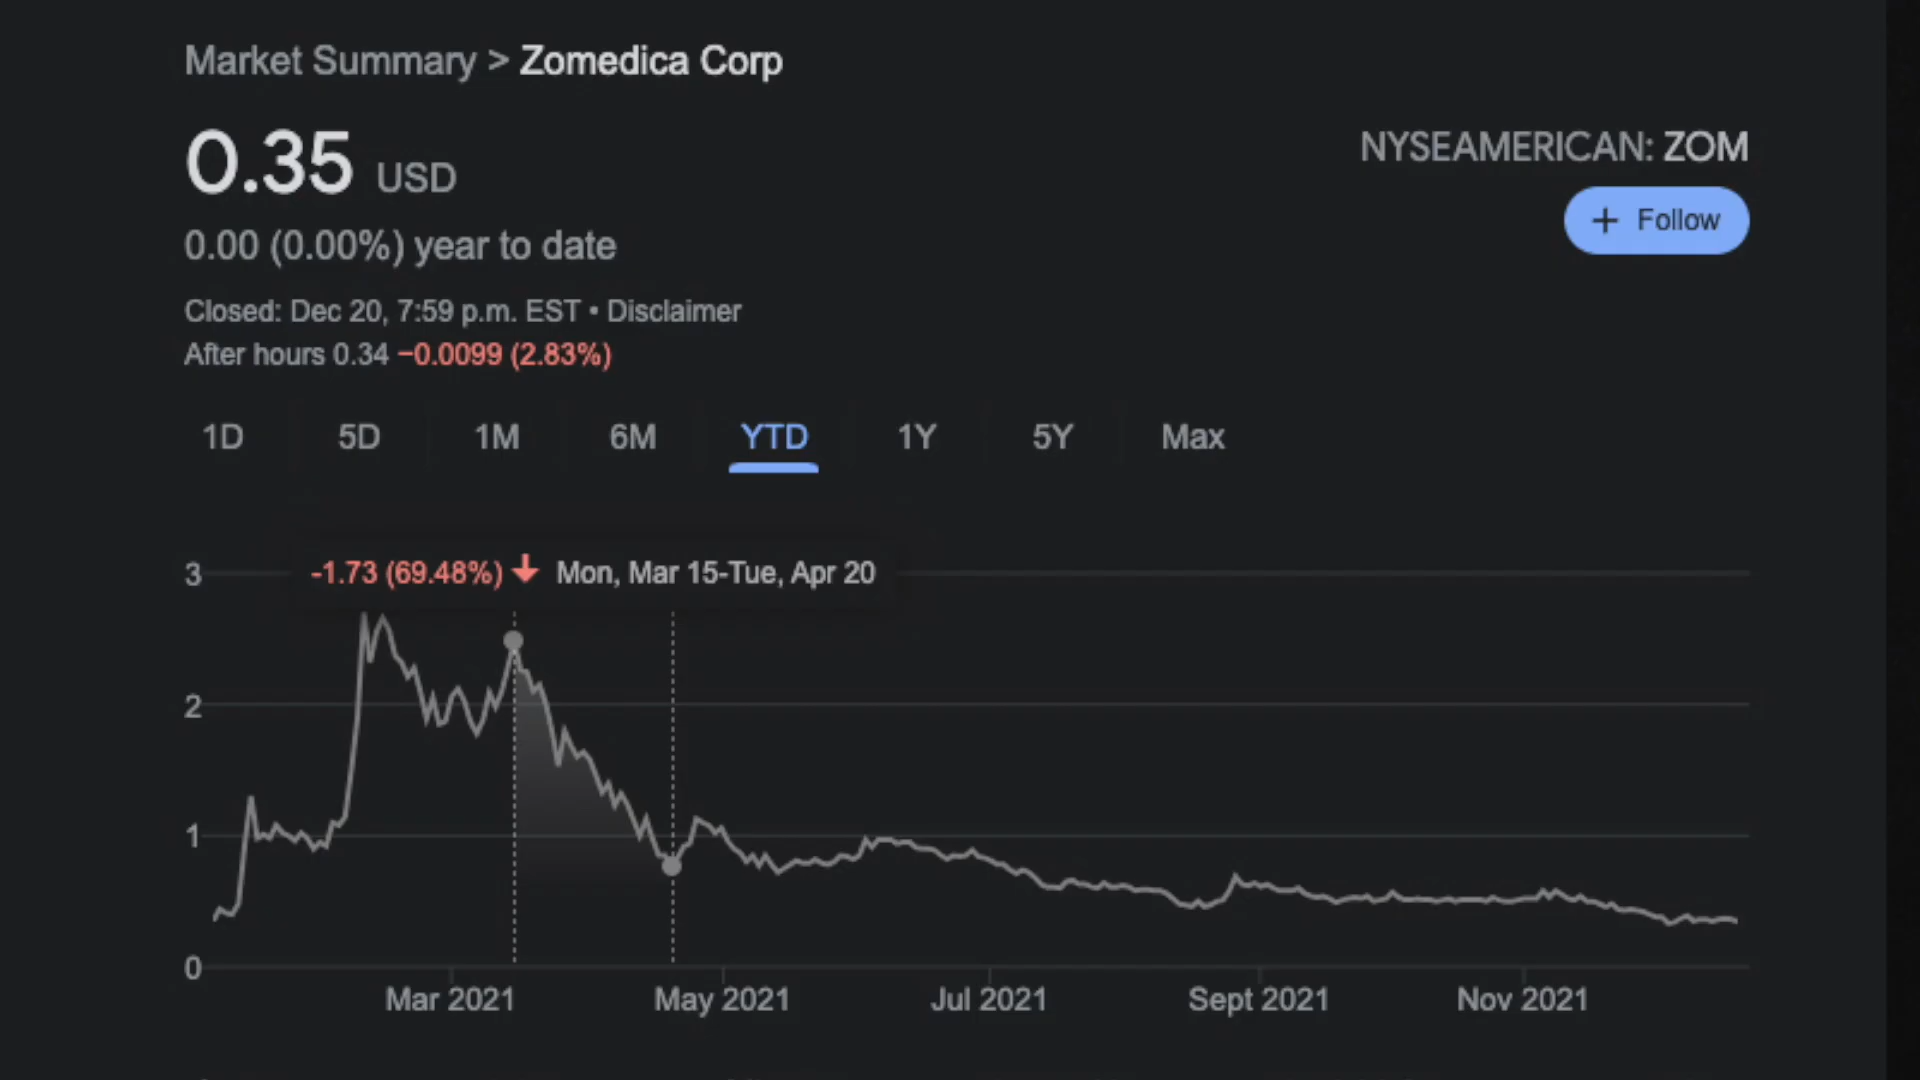 Market Summary > Zomedica Corp
0.35 USD
NYSEAMERICAN: ZOM
+ Follow
0.00 (0.00%) year to date
Closed: Dec 20, 7:59 p.m. EST • Disclaimer
After hours 0.34 −0.0099 (2.83%)
1D 5D 1M 6M YTD 1Y 5Y Max
-1.73 (69.48%) Mon, Mar 15-Tue, Apr 20
3
2
1
0
Mar 2021 May 2021 Jul 2021 Sept 2021 Nov 2021